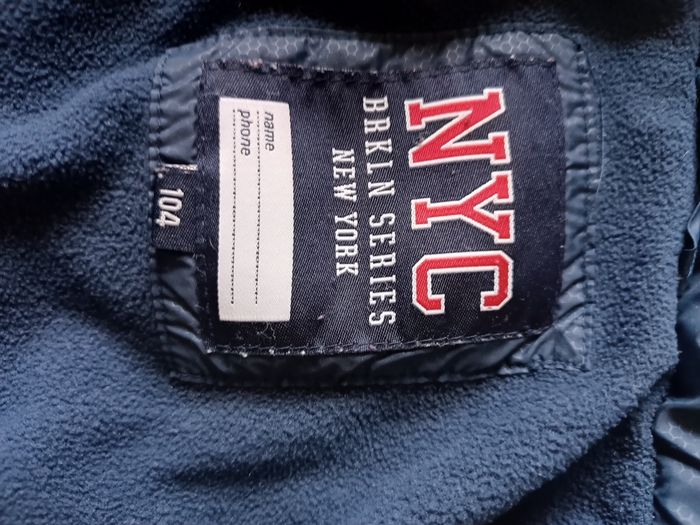 NYC
BRKLN SERIES
NEW YORK
name
phone
104